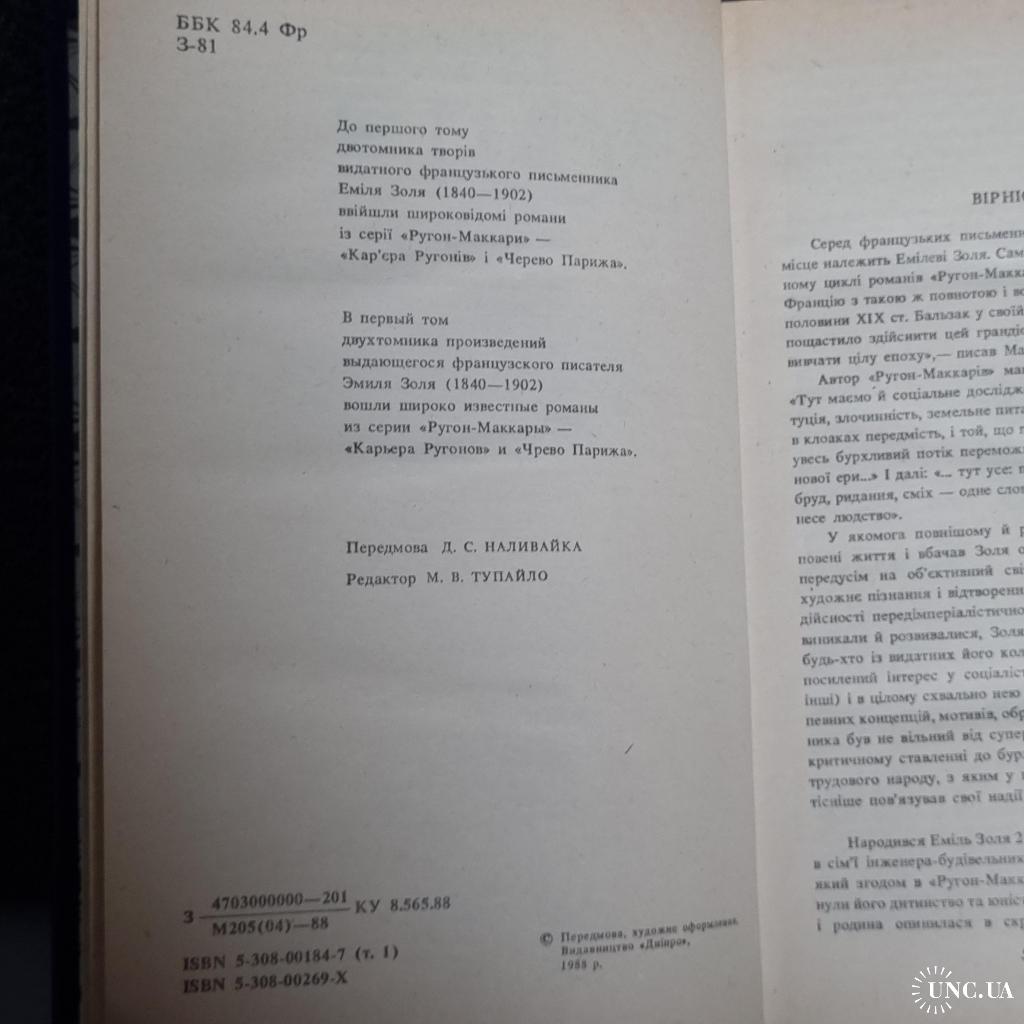 ББК 84.4 Фр
З-81
До першого тому
двотомника творів
видатного французького письменника
Еміля Золя (1840—1902)
ввійшли широковідомі романи
із серії «Ругон-Маккари» —
«Кар'єра Ругонів» і «Черево Парижа».
В первый том
двухтомника произведений
выдающегося французского писателя
Эмиля Золя (1840—1902)
вошли широко известные романы
из серии «Ругон-Маккары» —
«Карьера Ругонов» и «Чрево Парижа».
Передмова Д. С. НАЛИВАЙКА
Редактор М. В. ТУПАЙЛО
З 4703000000—201 КУ 8.565.88
М205(04)—88
ISBN 5-308-00184-7 (т. 1)
ISBN 5-308-00269-X
© Передмова, художнє оформлення.
Видавництво «Дніпро»,
1988 р.
ВІРНІС
Серед французьких письменн
місце належить Емілеві Золя. Сам
ному циклі романів «Ругон-Макка
Францію з такою ж повнотою і во
половини XIX ст. Бальзак у своїй
пощастило здійснити цей грандіо
вивчати цілу епоху»,— писав Ма
Автор «Ругон-Маккарів» ма
«Тут маємо й соціальне дослідж
туція, злочинність, земельне пита
в клоаках передмість, і той, що п
увесь бурхливий потік переможн
нової ери...» І далі: «... тут усе: п
бруд, ридання, сміх — одне сло
несе людство».
У якомога повнішому й р
повені життя і вбачав Золя о
передусім на об'єктивний сві
художнє пізнання і відтворенн
дійсності передімперіалістично
виникали й розвивалися, Золя
будь-хто із видатних його кол
посилений інтерес у соціаліст
інші) і в цілому схвально нею
певних концепцій, мотивів, обр
ника був не вільний від супер
критичному ставленні до бурж
трудового народу, з яким у
тісніше пов'язував свої надії
Народився Еміль Золя 2
в сім'ї інженера-будівельник
який згодом в «Ругон-Макк
нули його дитинство та юніс
і родина опинилася в скр
UNC.UA